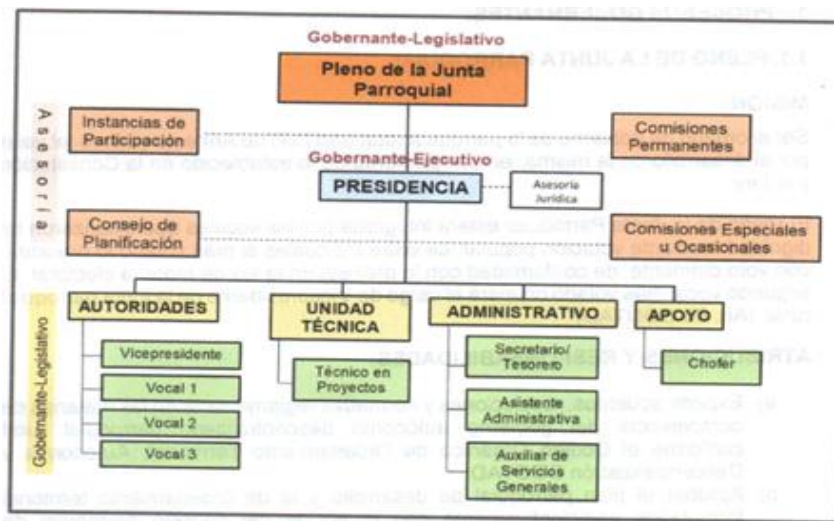 Gobernante-Legislativo
Pleno de la Junta
Parroquial
Asesoría
Instancias de
Participación
Comisiones
Permanentes
Gobernante-Ejecutivo
PRESIDENCIA
Asesoría
Jurídica
Consejo de
Planificación
Comisiones Especiales
u Ocasionales
Gobernante-Legislativo
AUTORIDADES
Vicepresidente
Vocal 1
Vocal 2
Vocal 3
UNIDAD
TÉCNICA
Técnico en
Proyectos
ADMINISTRATIVO
Secretario/
Tesorero
Asistente
Administrativa
Auxiliar de
Servicios
Generales
APOYO
Chofer